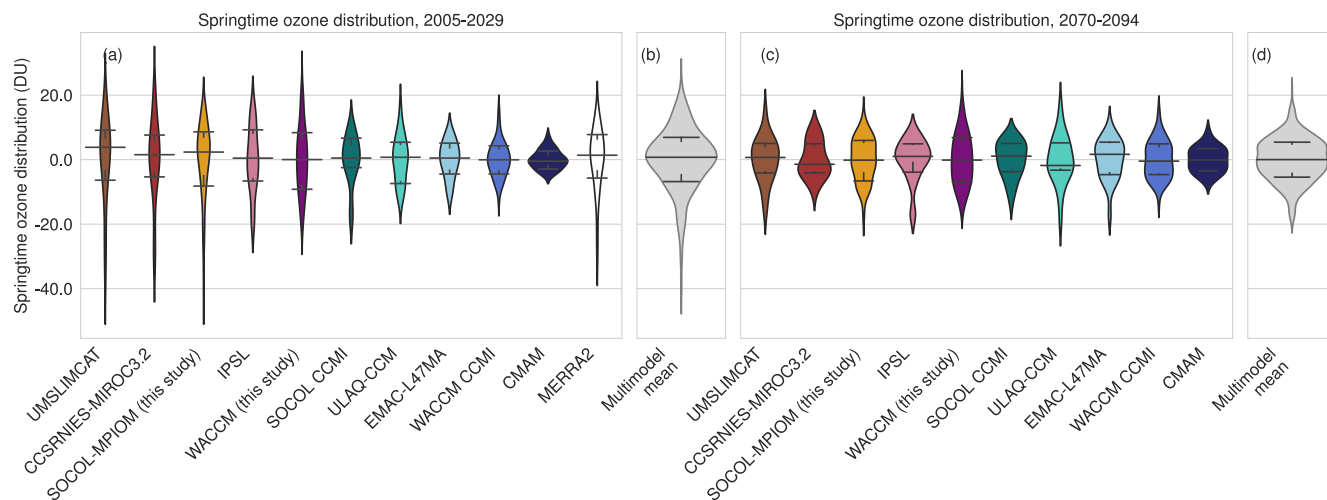 Springtime ozone distribution, 2005-2029
Springtime ozone distribution, 2070-2094
Springtime ozone distribution (DU)
(a)
(b)
(c)
(d)
20.0
0.0
-20.0
-40.0
UMSLIMCAT
CCSRNIES-MIROC3.2
SOCOL-MPIOM (this study)
IPSL
WACCM (this study)
SOCOL CCMI
ULAQ-CCM
EMAC-L47MA
WACCM CCMI
CMAM
MERRA2
Multimodel
mean
UMSLIMCAT
CCSRNIES-MIROC3.2
SOCOL-MPIOM (this study)
IPSL
WACCM (this study)
SOCOL CCMI
ULAQ-CCM
EMAC-L47MA
WACCM CCMI
CMAM
Multimodel
mean